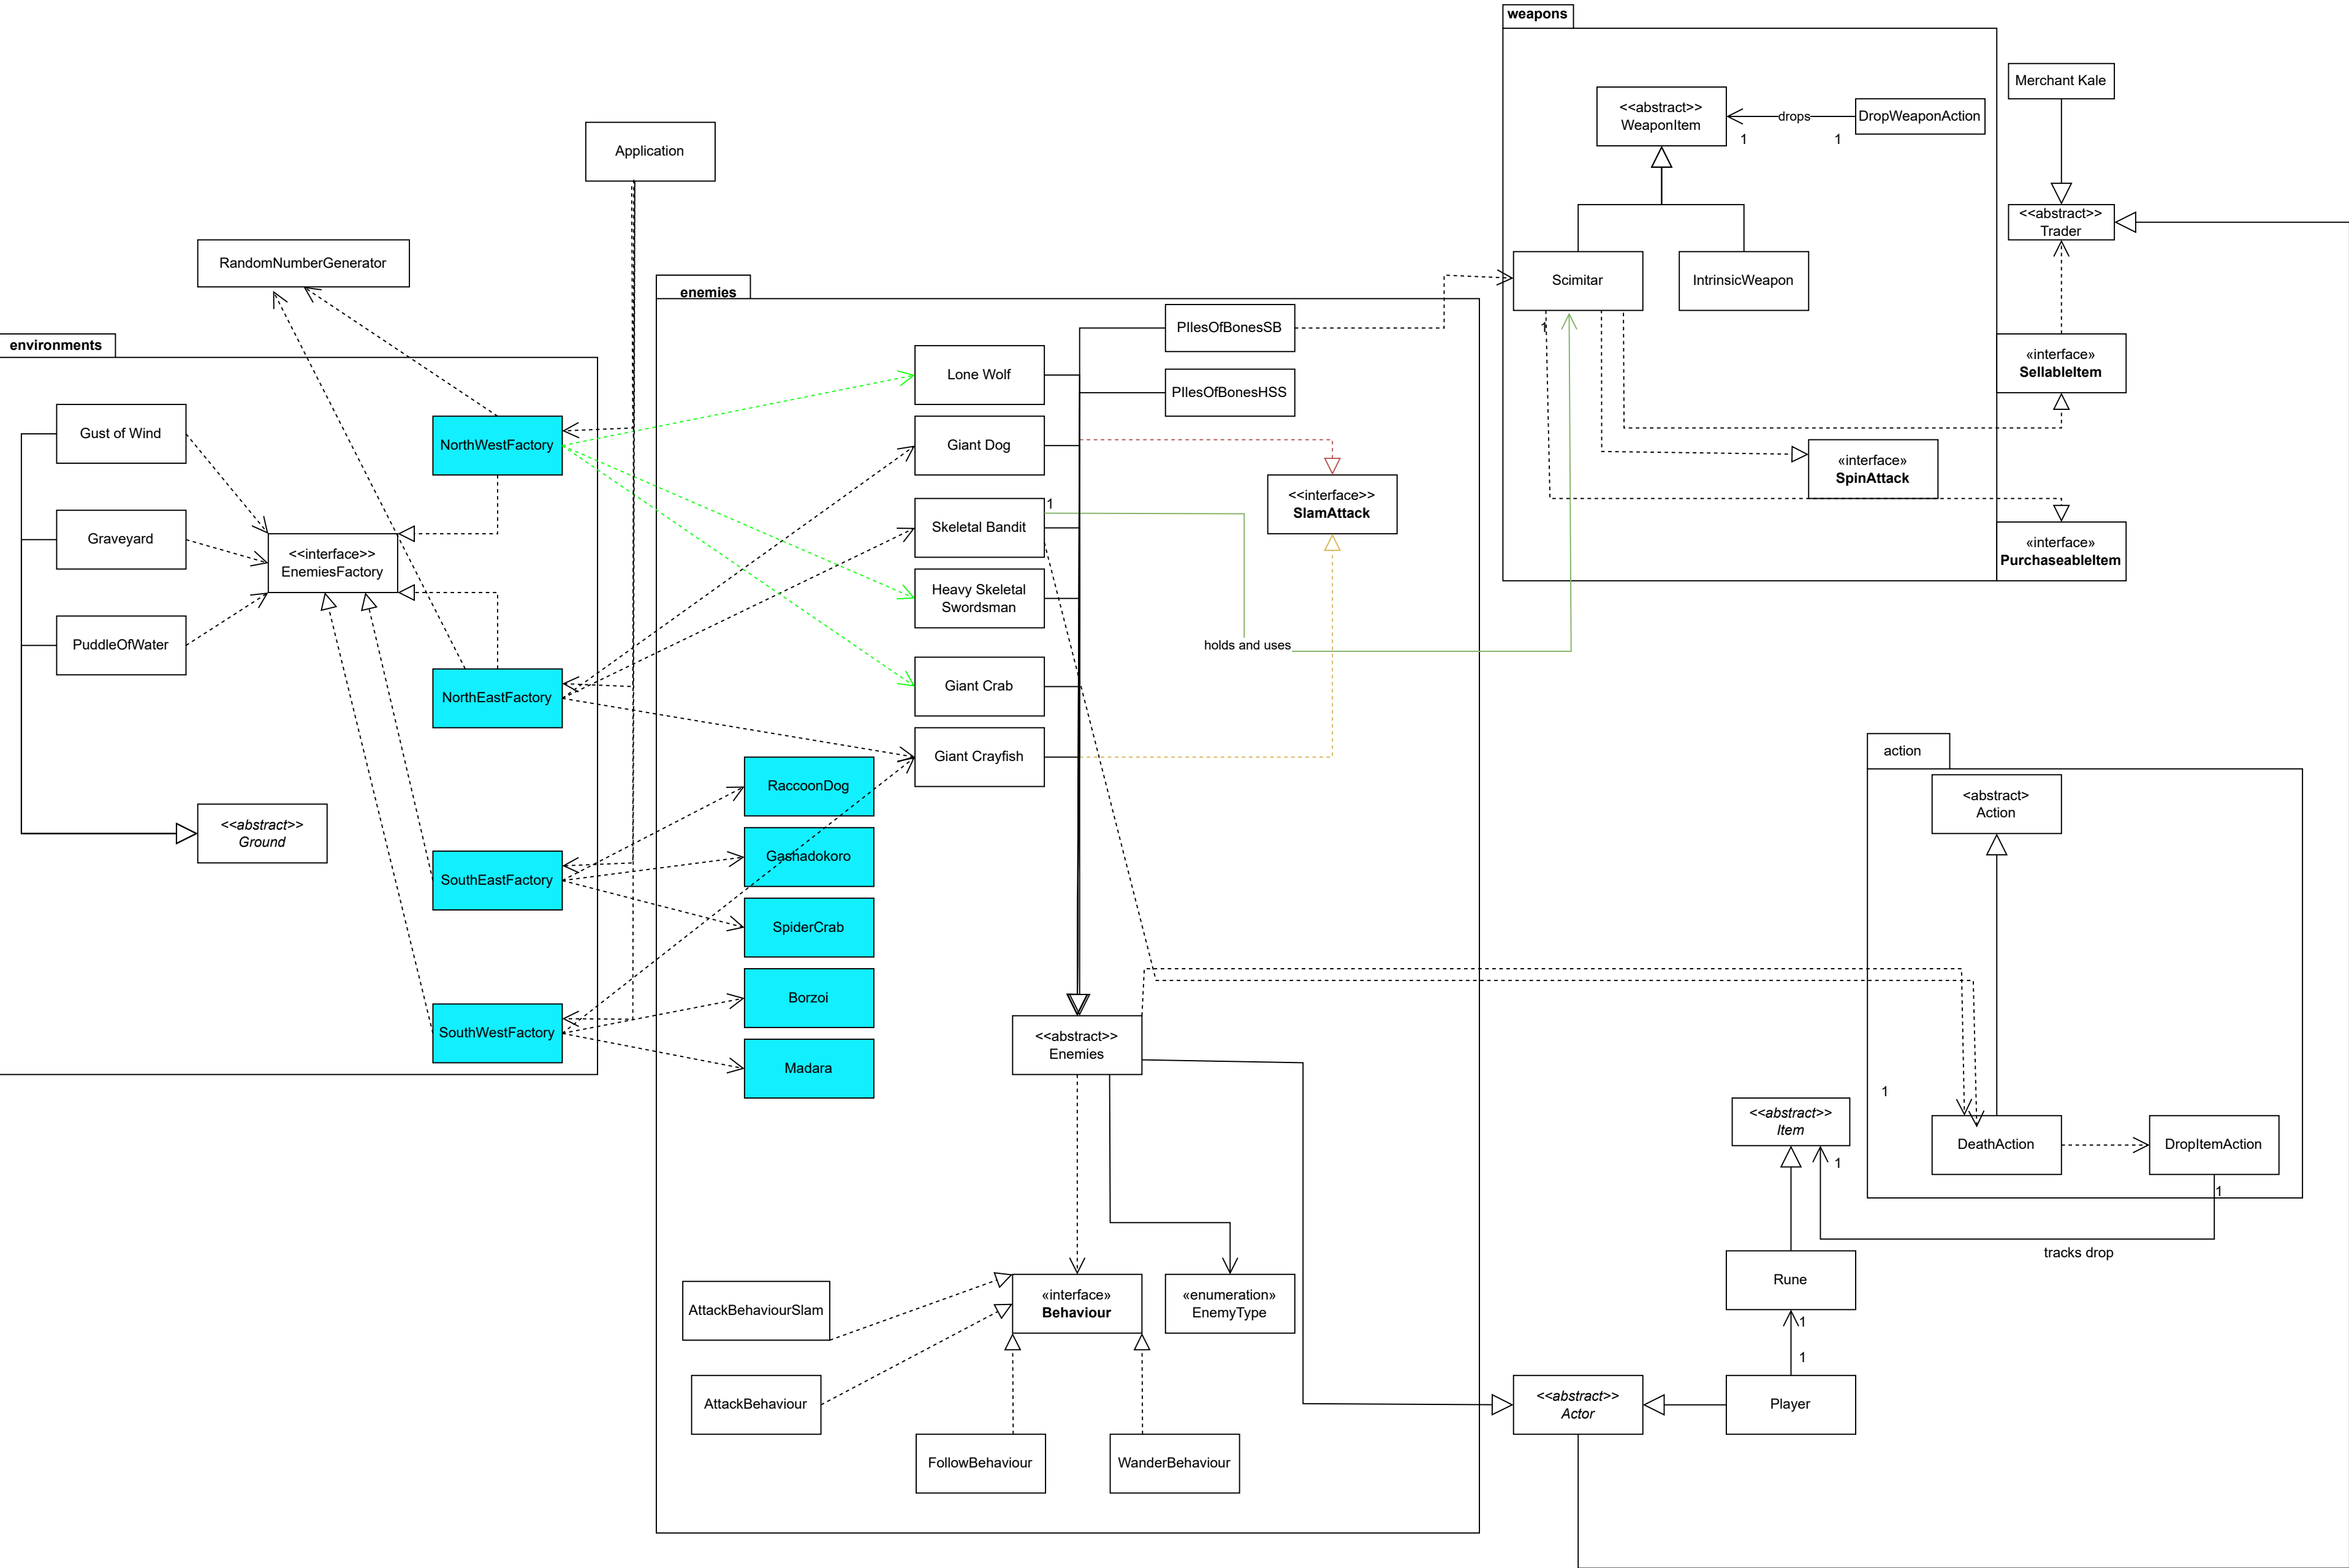 weapons
Merchant Kale
<<abstract>>
WeaponItem
drops
DropWeaponAction
1
1
Application
<<abstract>>
Trader
RandomNumberGenerator
Scimitar
IntrinsicWeapon
enemies
PIlesOfBonesSB
1
environments
«interface»
SellableItem
Lone Wolf
PIlesOfBonesHSS
Gust of Wind
NorthWestFactory
Giant Dog
«interface»
SpinAttack
<<interface>>
SlamAttack
1
Skeletal Bandit
Graveyard
<<interface>>
EnemiesFactory
«interface»
PurchaseableItem
Heavy Skeletal
Swordsman
PuddleOfWater
holds and uses
NorthEastFactory
Giant Crab
Giant Crayfish
action
RaccoonDog
<abstract>
Action
<<abstract>>
Ground
Gashadokoro
SouthEastFactory
SpiderCrab
Borzoi
SouthWestFactory
<<abstract>>
Enemies
Madara
1
<<abstract>>
Item
DeathAction
DropItemAction
1
1
tracks drop
Rune
AttackBehaviourSlam
«interface»
Behaviour
«enumeration»
EnemyType
1
1
AttackBehaviour
<<abstract>>
Actor
Player
FollowBehaviour
WanderBehaviour